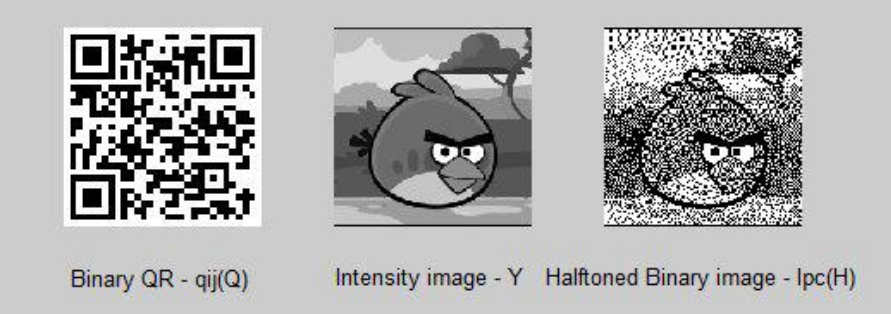 Binary QR - qij(Q)
Intensity image - Y
Halftoned Binary image - Ipc(H)